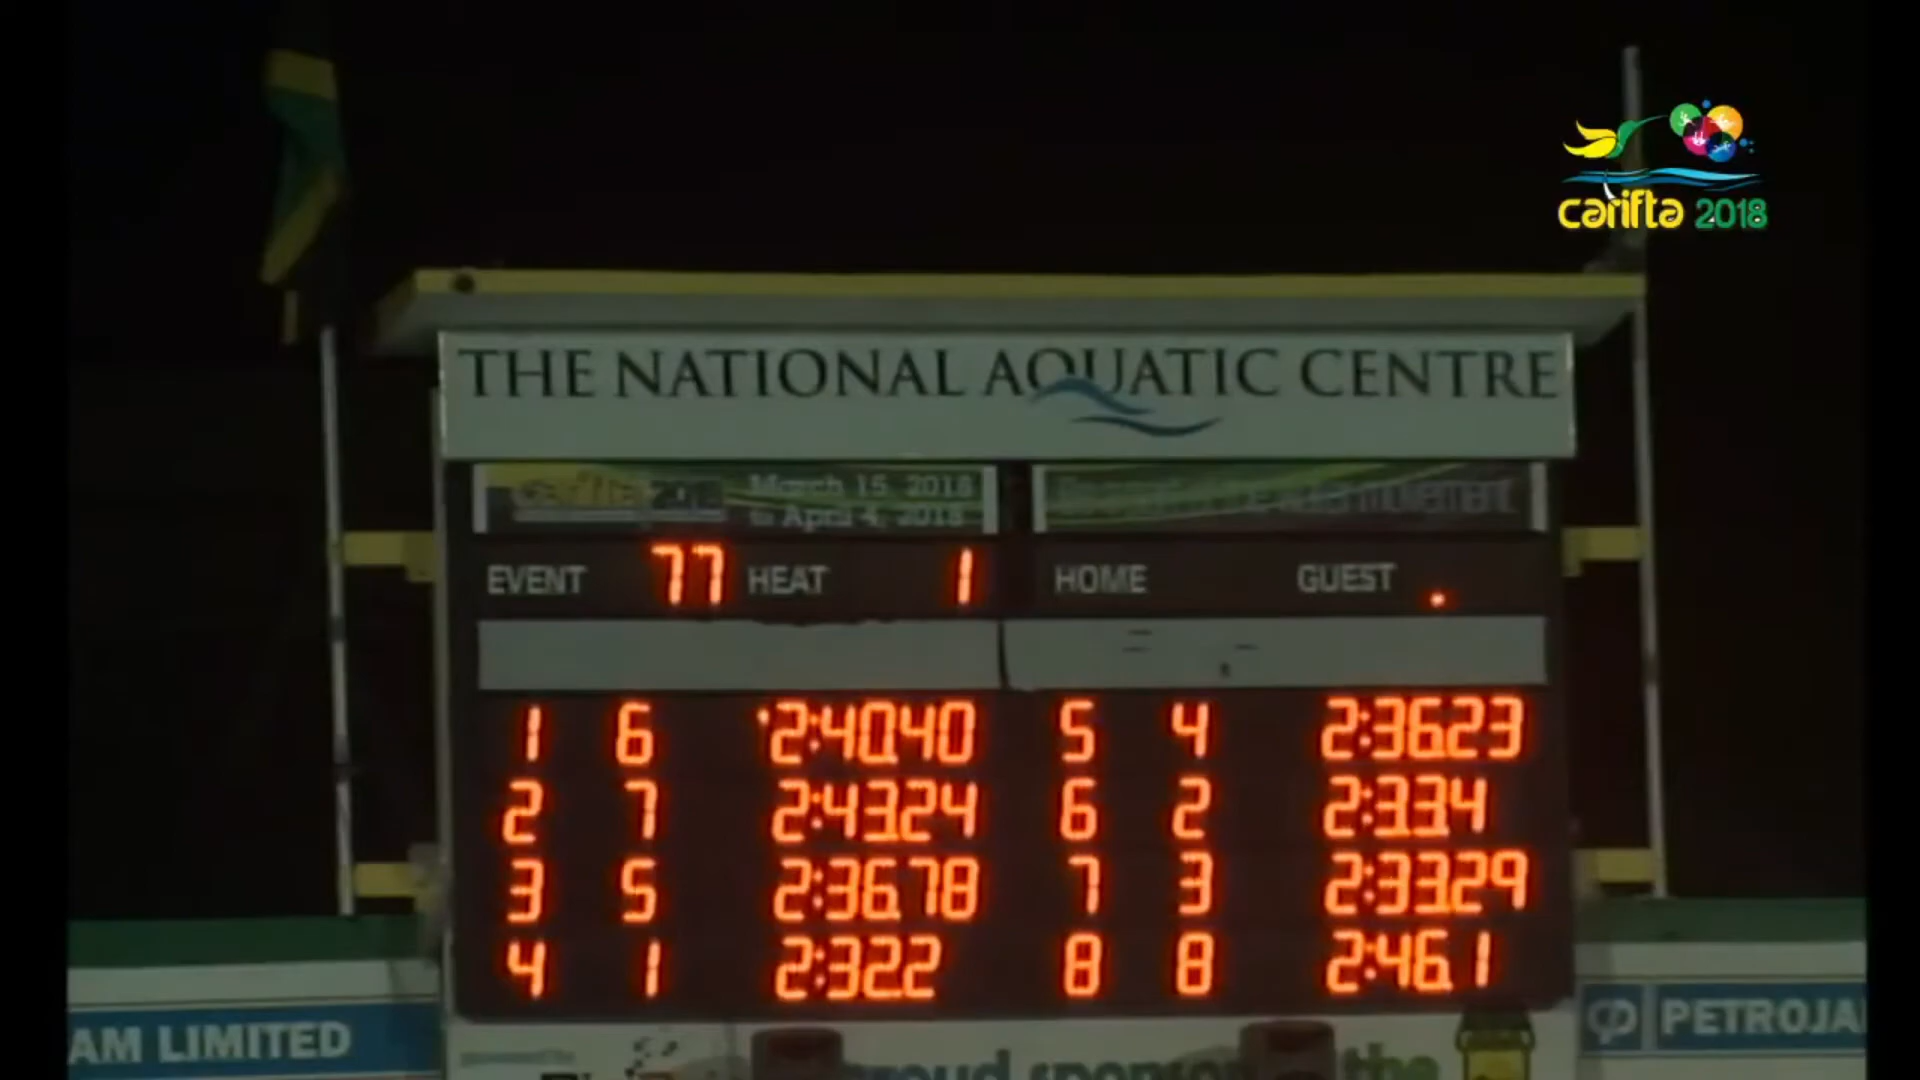 carifta 2018
THE NATIONAL AQUATIC CENTRE
March 15, 2018
to April 4, 2018
EVENT 77 HEAT 1 HOME GUEST .
1 6 2:40.40 5 4 2:36.23
2 7 2:43.24 6 2 2:33.4
3 5 2:36.78 7 3 2:33.29
4 1 2:32.2 8 8 2:46.1
AM LIMITED
PETROJA
proud sponsor the